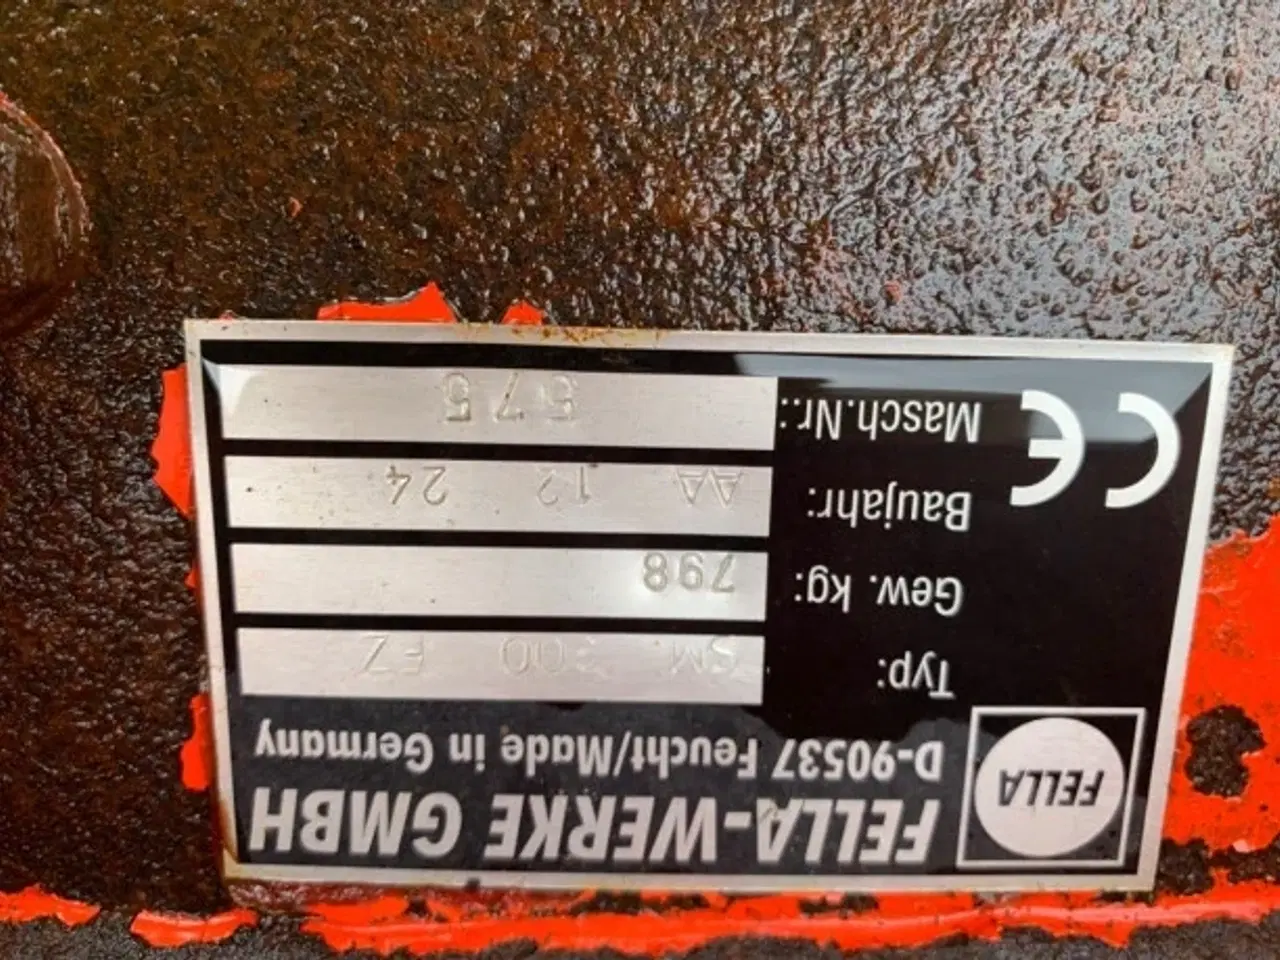 FELLA
FELLA-WERKE GMBH
D-90537 Feucht/Made in Germany
Typ: SM 300 FZ
Gew. kg: 798
Baujahr: AA 12 24
Masch.Nr.: 575
CE